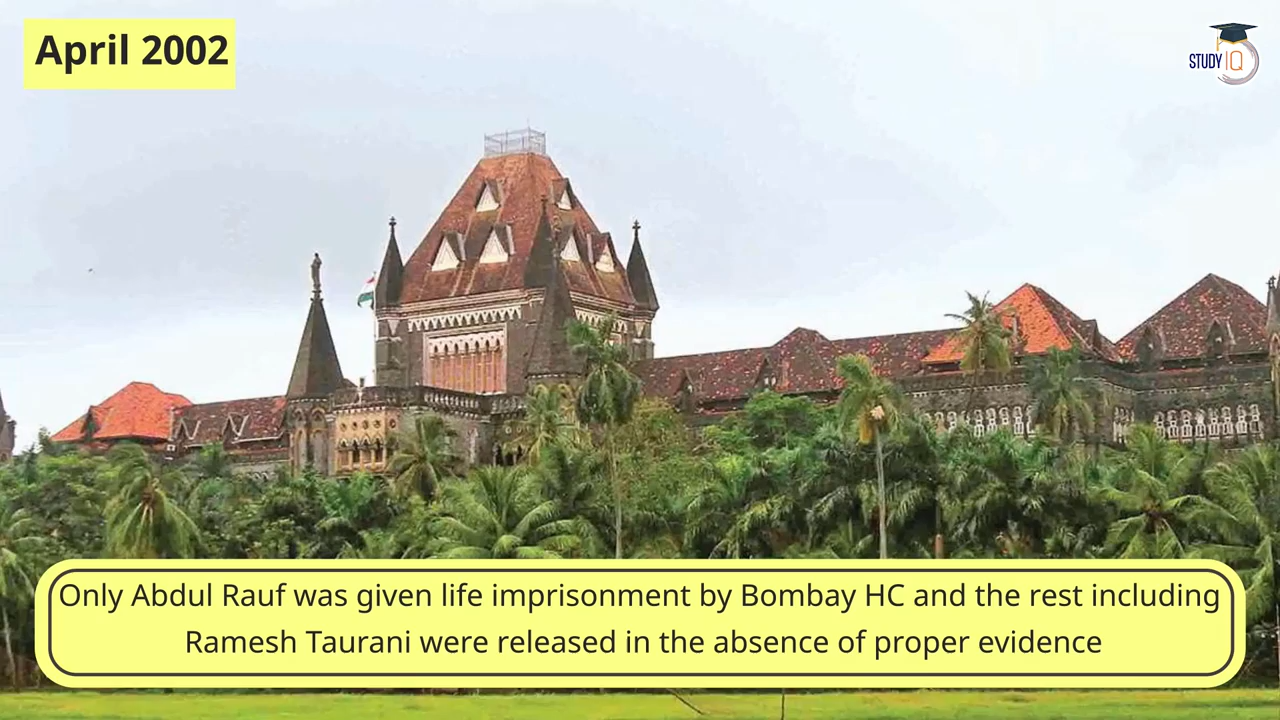 April 2002
STUDY IQ
Only Abdul Rauf was given life imprisonment by Bombay HC and the rest including
Ramesh Taurani were released in the absence of proper evidence